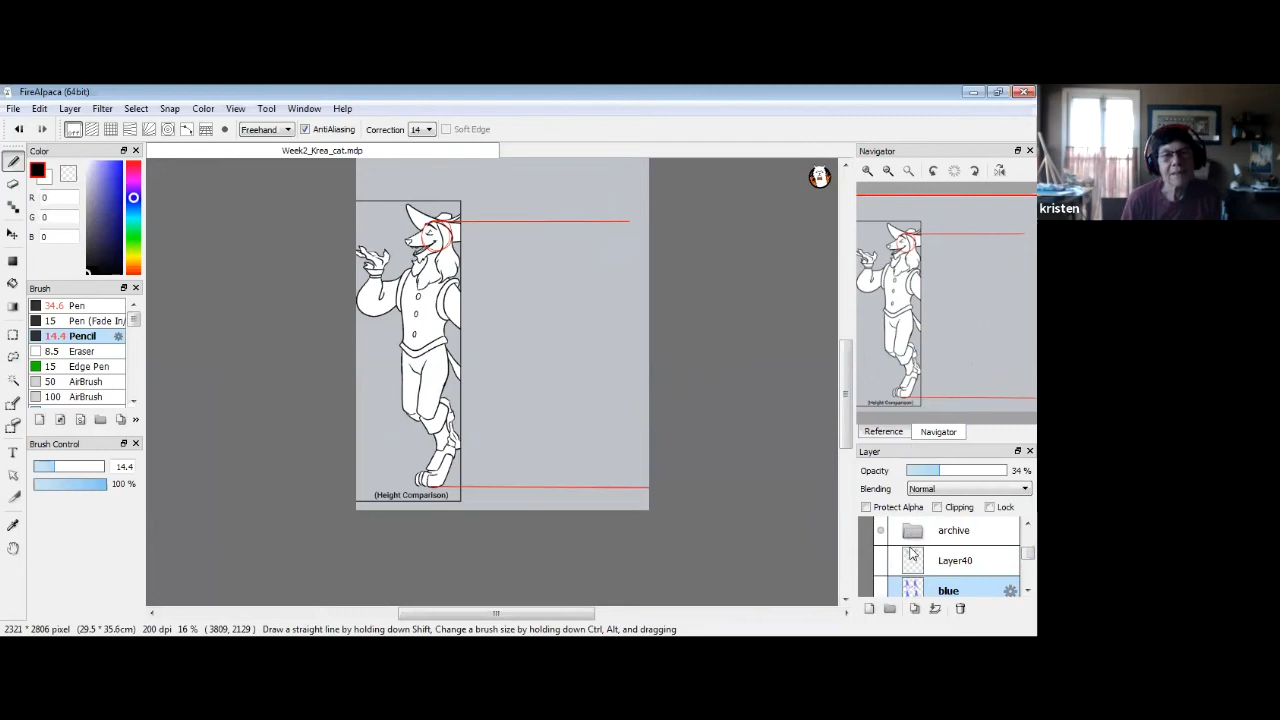 FireAlpaca (64bit)
File Edit Layer Filter Select Snap Color View Tool Window Help
Off Freehand AntiAliasing Correction 14 Soft Edge
Color
Week2_Krea_cat.mdp
Navigator
R 0
G 0
B 0
kristen
Brush
34.6 Pen
15 Pen (Fade In/
14.4 Pencil
8.5 Eraser
15 Edge Pen
50 AirBrush
100 AirBrush
(Height Comparison)
(Height Comparison)
Reference Navigator
Brush Control
14.4
100 %
Layer
Opacity 34 %
Blending Normal
Protect Alpha Clipping Lock
archive
Layer40
blue
2321 * 2806 pixel (29.5 * 35.6cm) 200 dpi 16 % ( 3809, 2129 ) Draw a straight line by holding down Shift, Change a brush size by holding down Ctrl, Alt, and dragging